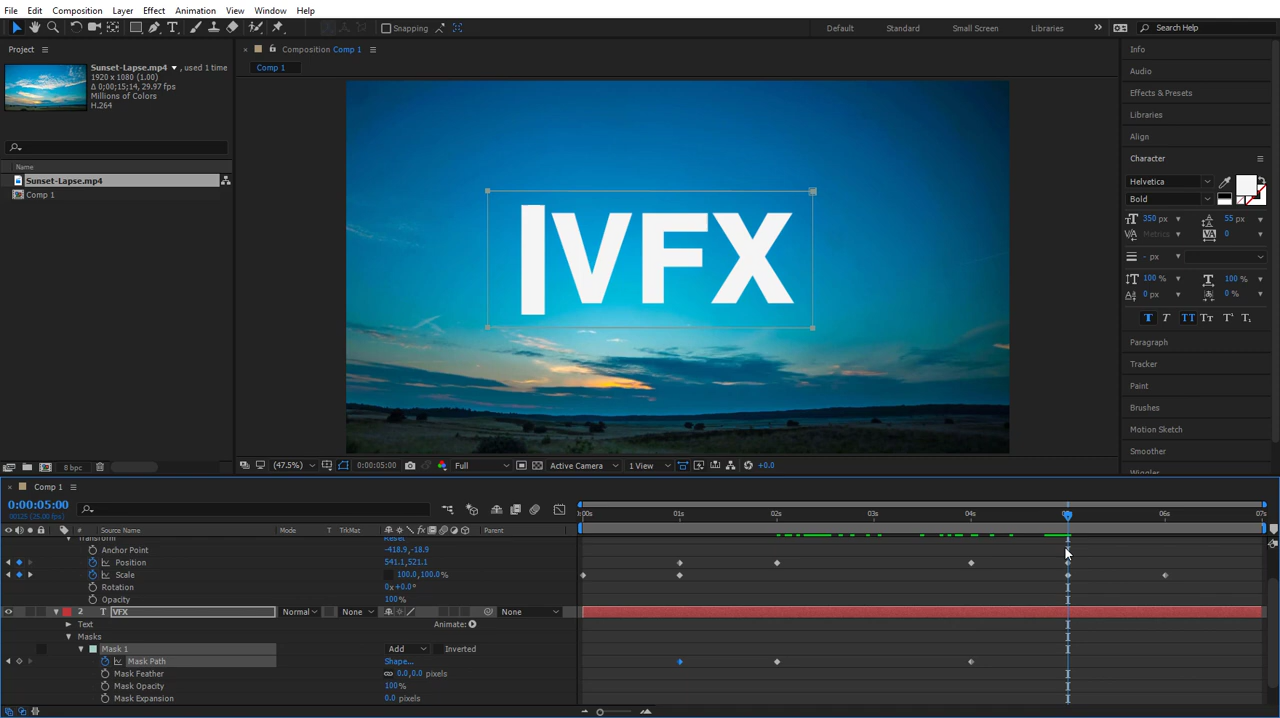 File Edit Composition Layer Effect Animation View Window Help
Snapping Default Standard Small Screen Libraries Search Help
Project
Composition Comp 1
Info
Sunset-Lapse.mp4 , used 1 time
1920 x 1080 (1.00)
Δ 0;00;15;14, 29.97 fps
Millions of Colors
H.264
Comp 1
Audio
Effects & Presets
Libraries
Align
Character
Name
Sunset-Lapse.mp4
Comp 1
Helvetica
Bold
350 px 55 px
Metrics 0
- px
100 % 100 %
0 px 0 px
VFX
Paragraph
Tracker
Paint
Brushes
Motion Sketch
Smoother
8 bpc
(47.5%) 0:00:05:00 Full Active Camera 1 View +0.0
Comp 1
0:00:05:00
00125 (25.00 fps)
01s 02s 03s 04s
Source Name Mode T TrkMat Parent
Transform Reset
Anchor Point -418.9,-18.9
Position 541.1,521.1
Scale 100.0,100.0%
Rotation 0x+0.0°
Opacity 100%
2 T VFX Normal None None
Text Animate:
Masks
Mask 1 Add Inverted
Mask Path Shape...
Mask Feather 0.0,0.0 pixels
Mask Opacity 100%
Mask Expansion 0.0 pixels